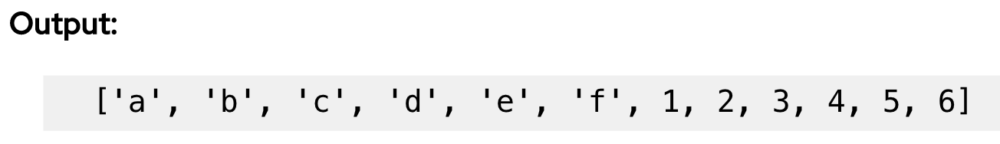 Output:
['a', 'b', 'c', 'd', 'e', 'f', 1, 2, 3, 4, 5, 6]